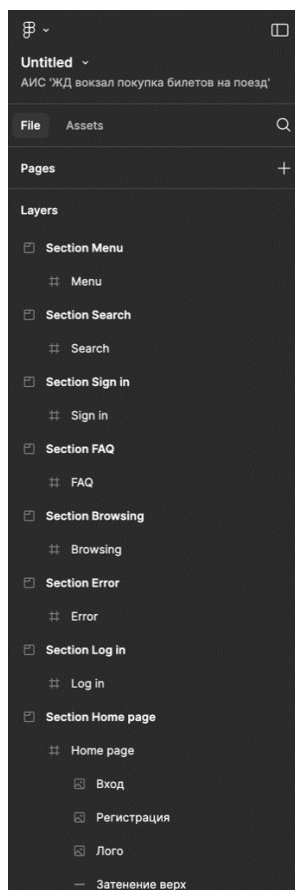 Untitled
АИС 'ЖД вокзал покупка билетов на поезд'
File Assets
Pages
Layers
Section Menu
Menu
Section Search
Search
Section Sign in
Sign in
Section FAQ
FAQ
Section Browsing
Browsing
Section Error
Error
Section Log in
Log in
Section Home page
Home page
Вход
Регистрация
Лого
Затенение верх